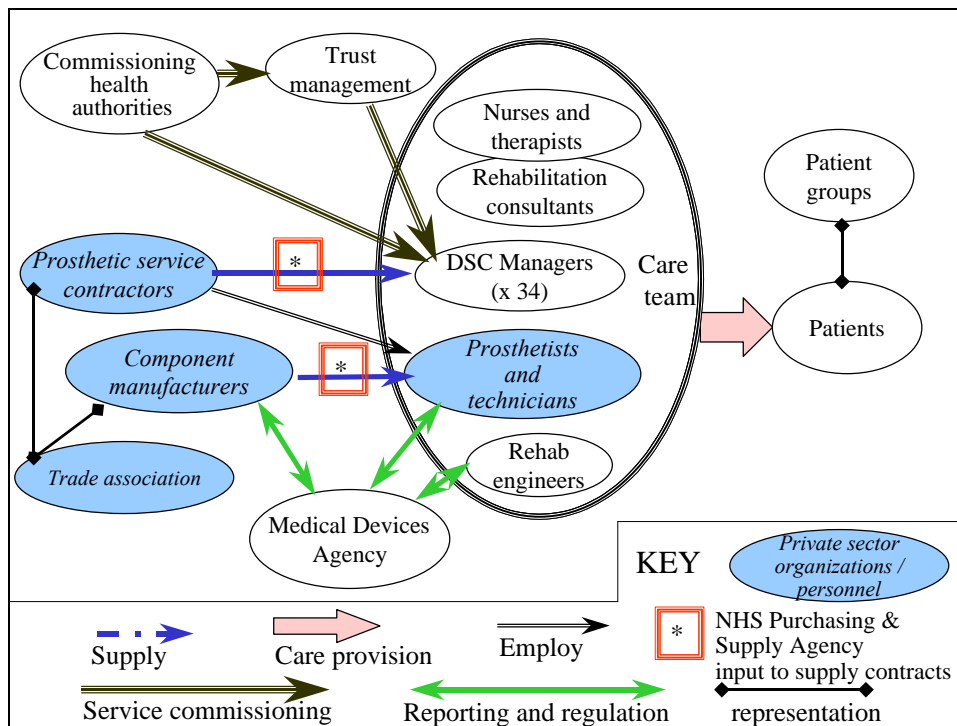 Commissioning
health
authorities
Trust
management
Nurses and
therapists
Rehabilitation
consultants
Patient
groups
Prosthetic service
contractors
*
DSC Managers
(x 34)
Care
team
Patients
Component
manufacturers
*
Prosthetists
and
technicians
Trade association
Rehab
engineers
Medical Devices
Agency
KEY
Private sector
organizations /
personnel
Supply
Care provision
Employ
*
NHS Purchasing &
Supply Agency
input to supply contracts
Service commissioning
Reporting and regulation
representation